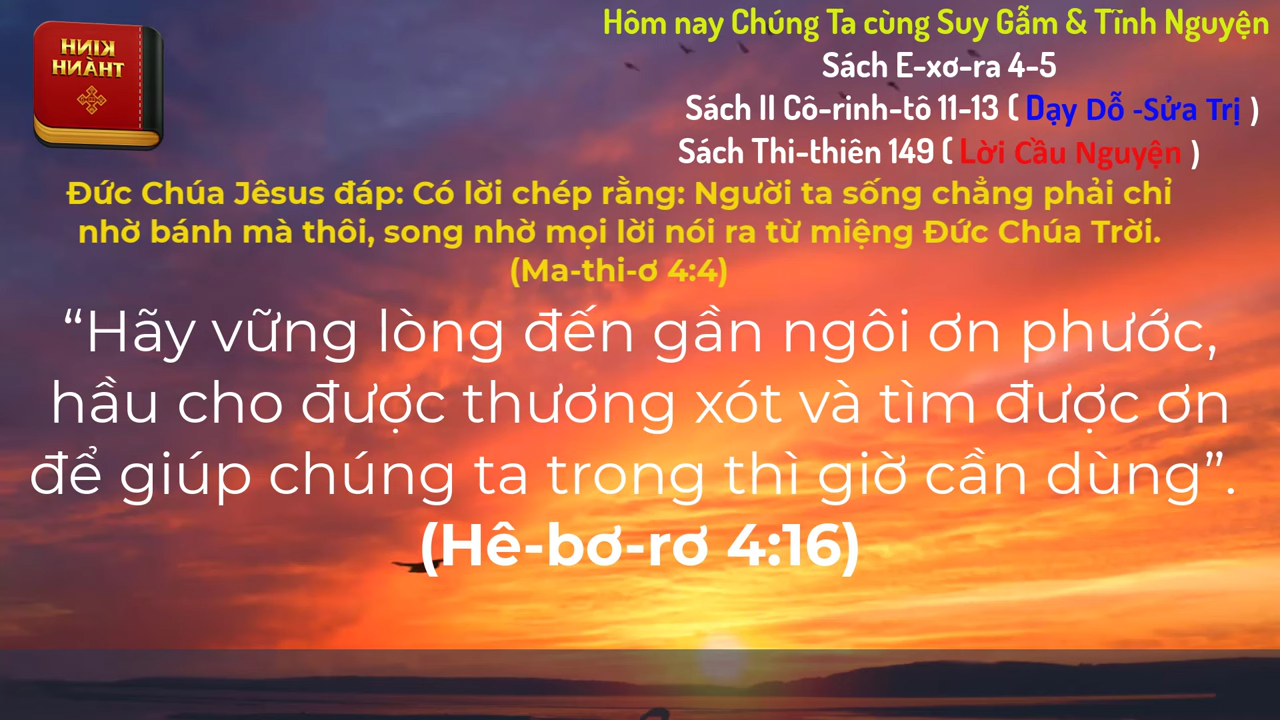 KINH
THÀNH
Hôm nay Chúng Ta cùng Suy Gẫm & Tĩnh Nguyện
Sách E-xơ-ra 4-5
Sách II Cô-rinh-tô 11-13 ( Dạy Dỗ -Sửa Trị )
Sách Thi-thiên 149 ( Lời Cầu Nguyện )
Đức Chúa Jêsus đáp: Có lời chép rằng: Người ta sống chẳng phải chỉ
nhờ bánh mà thôi, song nhờ mọi lời nói ra từ miệng Đức Chúa Trời.
(Ma-thi-ơ 4:4)
“Hãy vững lòng đến gần ngôi ơn phước,
hầu cho được thương xót và tìm được ơn
để giúp chúng ta trong thì giờ cần dùng”.
(Hê-bơ-rơ 4:16)